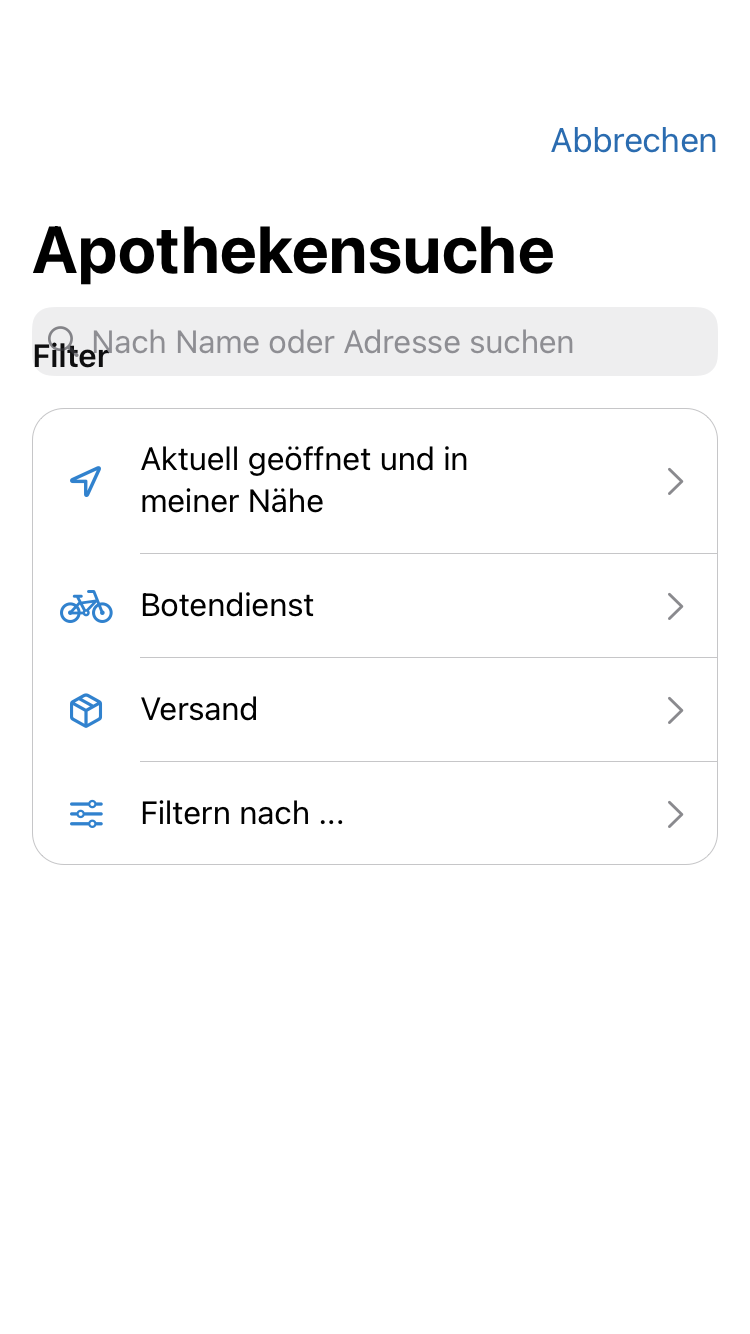 Abbrechen
Apothekensuche
Nach Name oder Adresse suchen
Filter
Aktuell geöffnet und in
meiner Nähe
Botendienst
Versand
Filtern nach ...